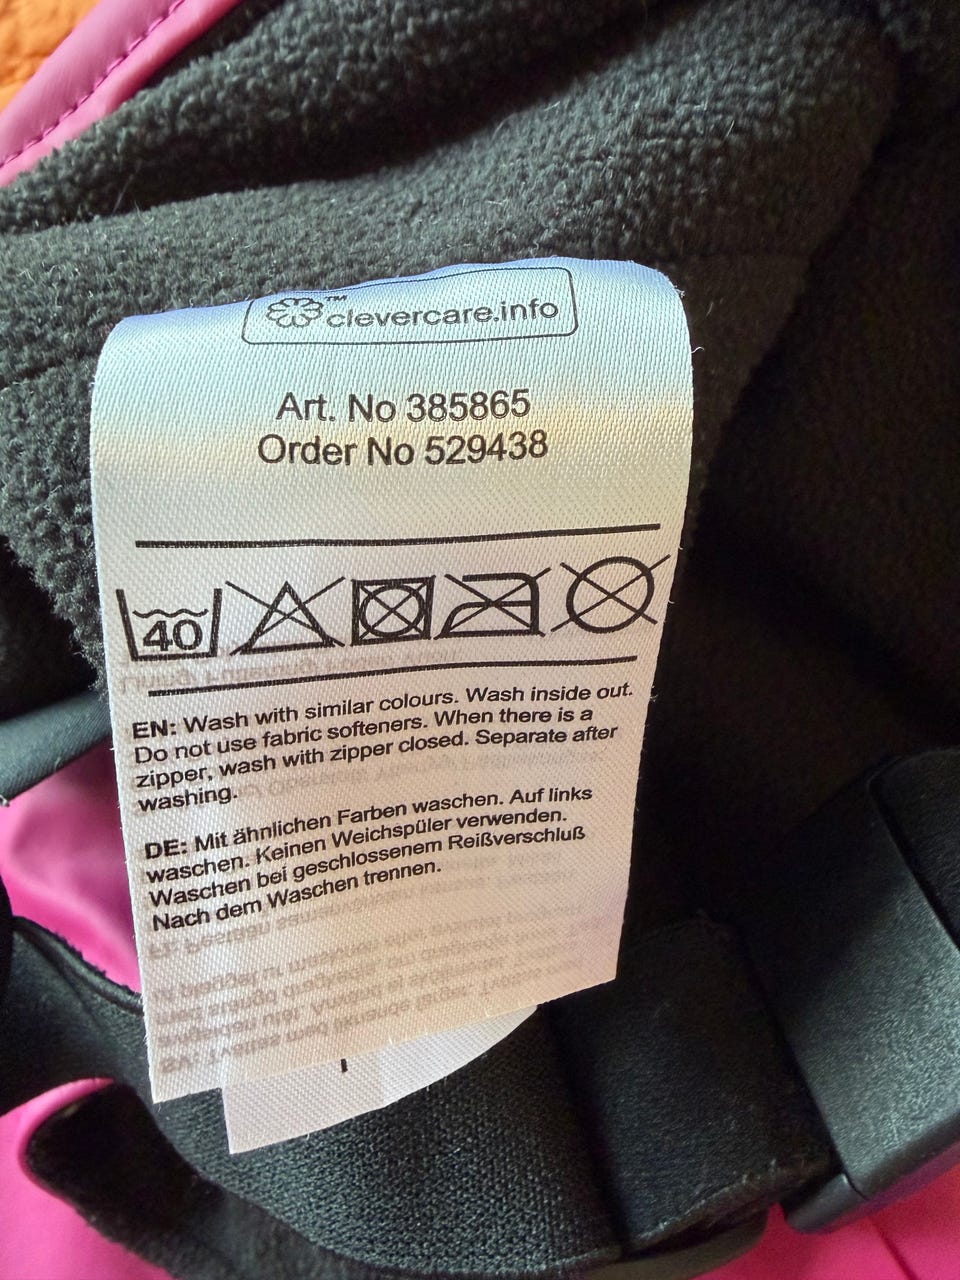 ™clevercare.info
Art. No 385865
Order No 529438
40
EN: Wash with similar colours. Wash inside out.
Do not use fabric softeners. When there is a
zipper, wash with zipper closed. Separate after
washing.
DE: Mit ähnlichen Farben waschen. Auf links
waschen. Keinen Weichspüler verwenden.
Waschen bei geschlossenem Reißverschluß
Nach dem Waschen trennen.